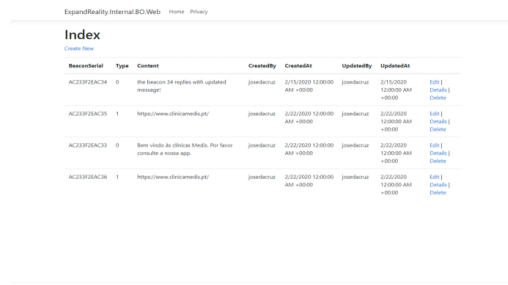 ExpandReality.Internal.BO.Web Home Privacy
Index
Create New
BeaconSerial Type Content CreatedBy CreatedAt UpdatedBy UpdatedAt
AC233F2EAC34 0 the beacon 34 replies with updated josedacruz 2/15/2020 12:00:00 josedacruz 2/15/2020 Edit |
message! AM +00:00 12:00:00 AM Details |
+00:00 Delete
AC233F2EAC35 1 https://www.clinicamedis.pt/ josedacruz 2/22/2020 12:00:00 josedacruz 2/22/2020 Edit |
AM +00:00 12:00:00 AM Details |
+00:00 Delete
AC233F2EAC33 0 Bem vindo às clínicas Medis. Por favor josedacruz 2/22/2020 12:00:00 josedacruz 2/22/2020 Edit |
consulte a nossa app. AM +00:00 12:00:00 AM Details |
+00:00 Delete
AC233F2EAC36 1 https://www.clinicamedis.pt/ josedacruz 2/22/2020 12:00:00 josedacruz 2/22/2020 Edit |
AM +00:00 12:00:00 AM Details |
+00:00 Delete